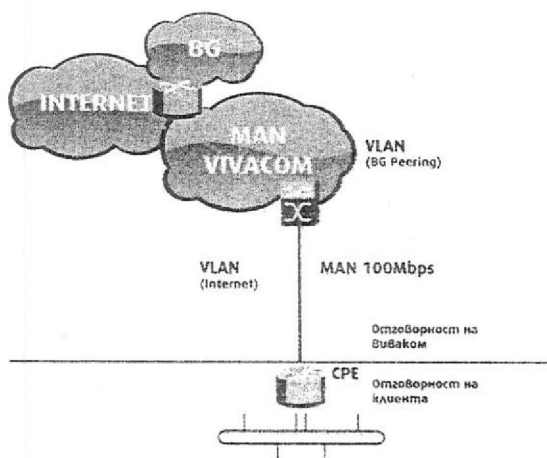 BG
INTERNET
MAN
VIVACOM
VLAN
(BG Peering)
VLAN
(Internet)
MAN 100Mbps
Отговорност на
Виваком
CPE
Отговорност на
клиента